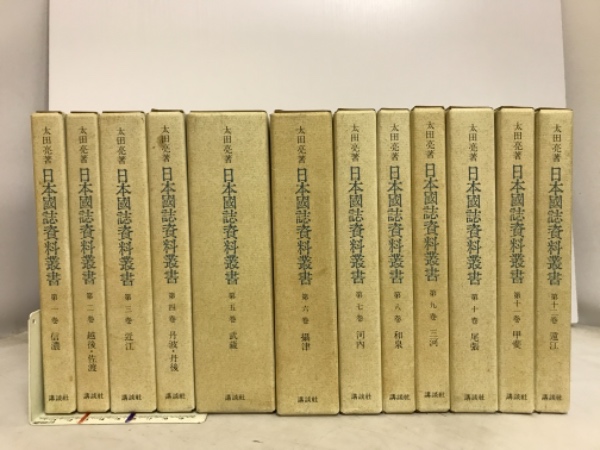 太田亮著
日本國誌資料叢書
第一巻
信濃
講談社
太田亮著
日本國誌資料叢書
第二巻
越後・佐渡
講談社
太田亮著
日本國誌資料叢書
第三巻
近江
講談社
太田亮著
日本國誌資料叢書
第四巻
丹波・丹後
講談社
太田亮著
日本國誌資料叢書
第五巻
武蔵
講談社
太田亮著
日本國誌資料叢書
第六巻
攝津
講談社
太田亮著
日本國誌資料叢書
第七巻
河内
講談社
太田亮著
日本國誌資料叢書
第八巻
和泉
講談社
太田亮著
日本國誌資料叢書
第九巻
三河
講談社
太田亮著
日本國誌資料叢書
第十巻
尾張
講談社
太田亮著
日本國誌資料叢書
第十一巻
甲斐
講談社
太田亮著
日本國誌資料叢書
第十二巻
遠江
講談社